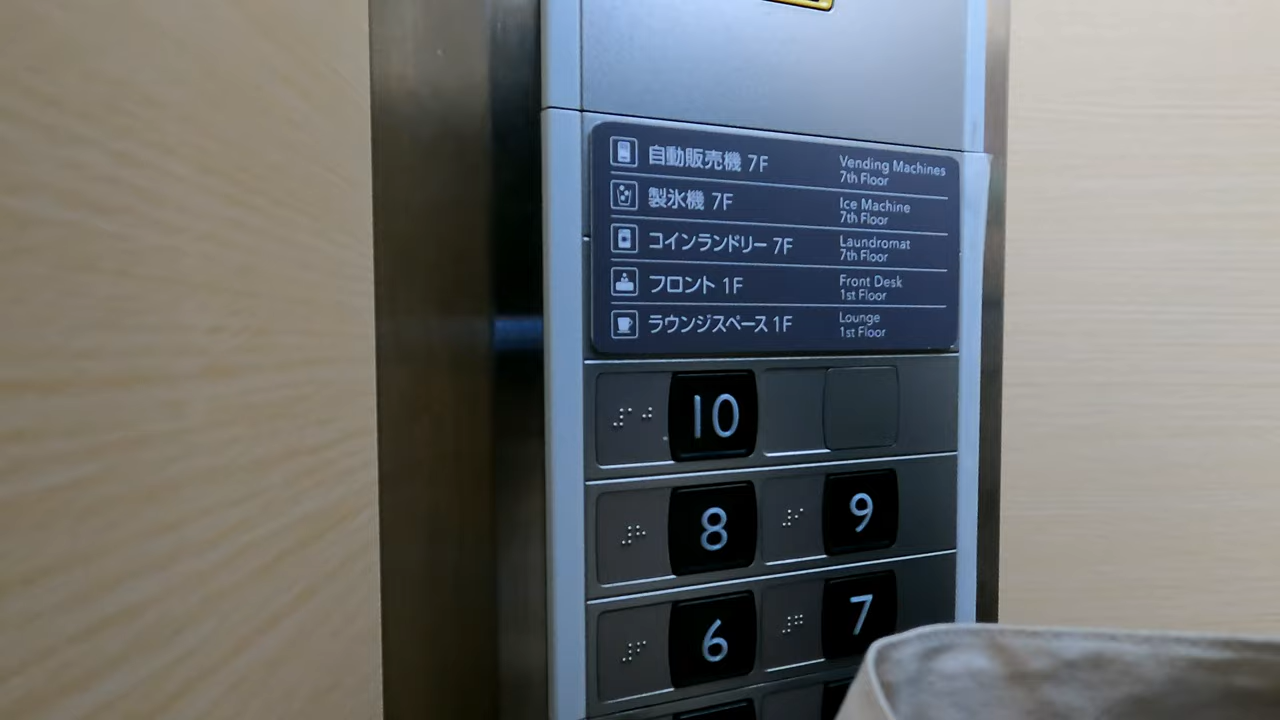 自動販売機 7F
Vending Machines
7th Floor
製氷機 7F
Ice Machine
7th Floor
コインランドリー 7F
Laundromat
7th Floor
フロント 1F
Front Desk
1st Floor
ラウンジスペース 1F
Lounge
1st Floor
10
8 9
6 7